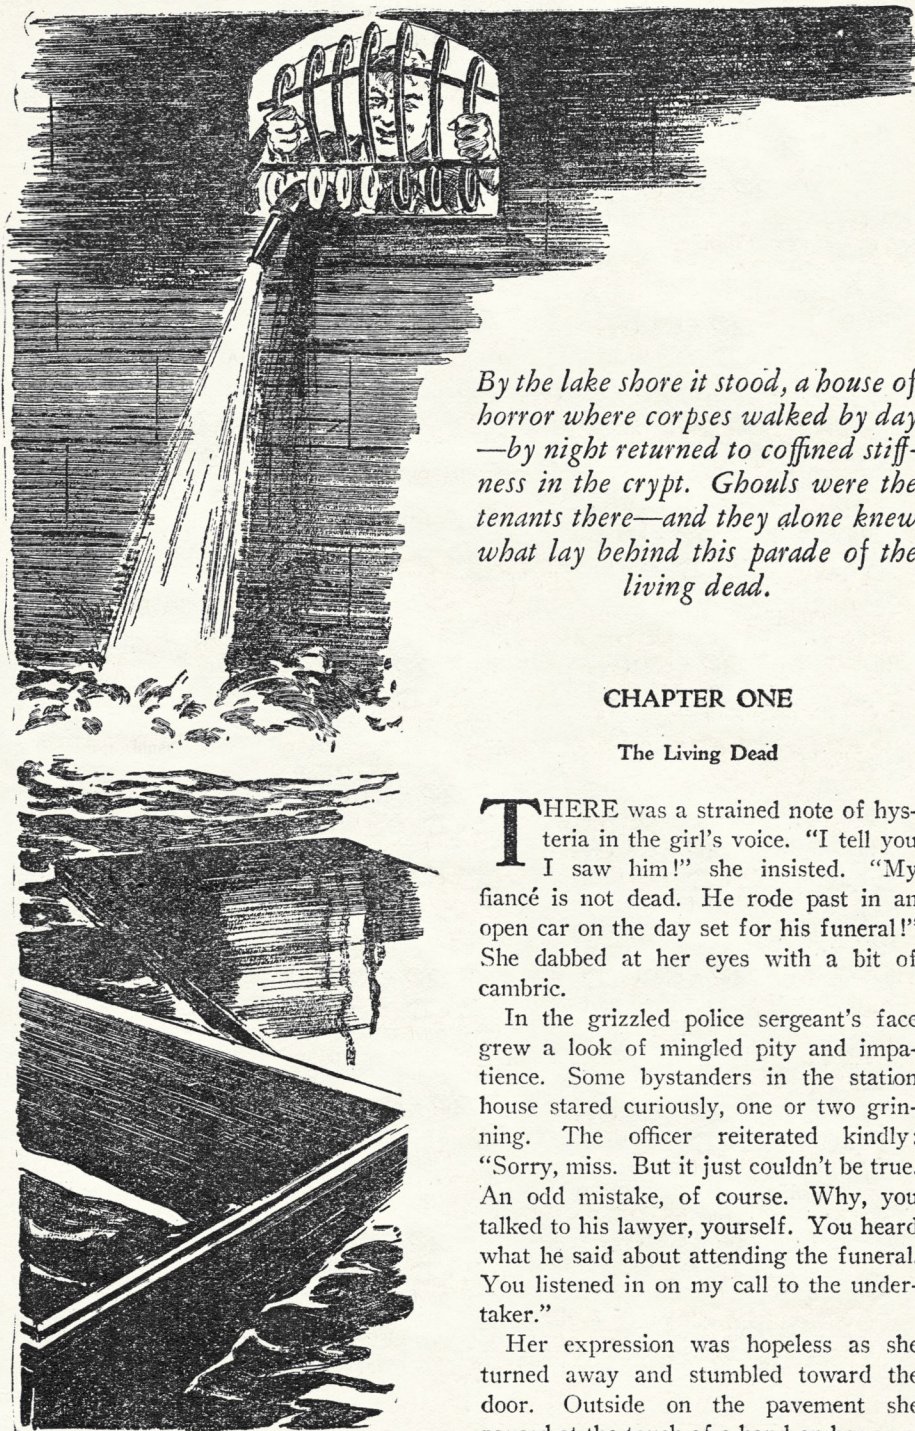 By the lake shore it stood, a house of
horror where corpses walked by day
—by night returned to coffined stiff-
ness in the crypt. Ghouls were the
tenants there—and they alone knew
what lay behind this parade of the
living dead.
CHAPTER ONE
The Living Dead
THERE was a strained note of hys-
teria in the girl's voice. "I tell you
I saw him!" she insisted. "My
fiancé is not dead. He rode past in an
open car on the day set for his funeral!"
She dabbed at her eyes with a bit of
cambric.
In the grizzled police sergeant's face
grew a look of mingled pity and impa-
tience. Some bystanders in the station
house stared curiously, one or two grin-
ning. The officer reiterated kindly:
"Sorry, miss. But it just couldn't be true.
An odd mistake, of course. Why, you
talked to his lawyer, yourself. You heard
what he said about attending the funeral.
You listened in on my call to the under-
taker."
Her expression was hopeless as she
turned away and stumbled toward the
door. Outside on the pavement she